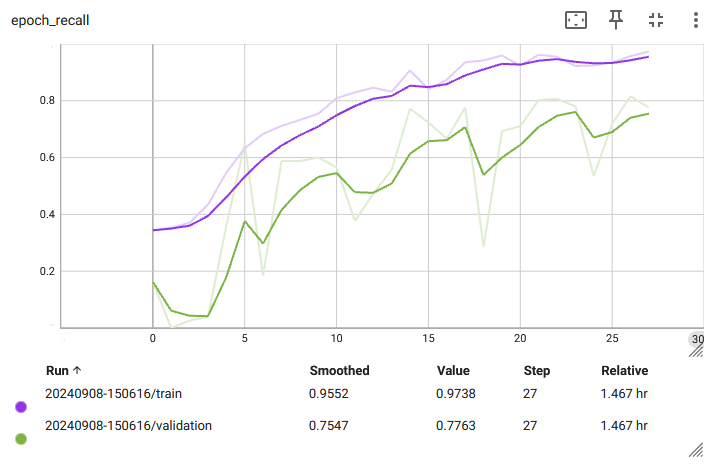 epoch_recall
0.8
0.6
0.4
0.2
0 5 10 15 20 25 30
Run ↑ Smoothed Value Step Relative
20240908-150616/train 0.9552 0.9738 27 1.467 hr
20240908-150616/validation 0.7547 0.7763 27 1.467 hr